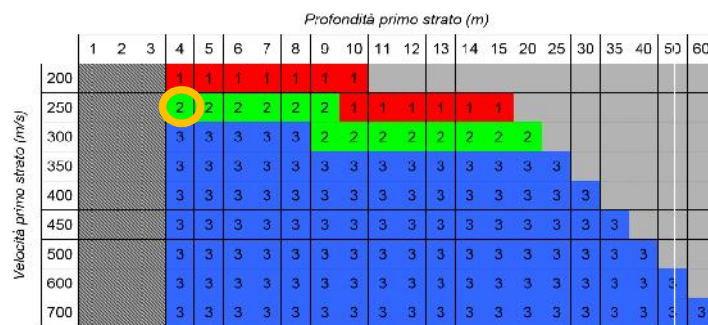 Profondità primo strato (m)
1 2 3 4 5 6 7 8 9 10 11 12 13 14 15 20 25 30 35 40 50 60
Velocità primo strato (m/s)
200 1 1 1 1 1 1 1
250 2 2 2 2 2 2 1 1 1 1 1 1
300 3 3 3 3 3 2 2 2 2 2 2 2 2
350 3 3 3 3 3 3 3 3 3 3 3 3 3 3
400 3 3 3 3 3 3 3 3 3 3 3 3 3 3 3
450 3 3 3 3 3 3 3 3 3 3 3 3 3 3 3 3
500 3 3 3 3 3 3 3 3 3 3 3 3 3 3 3 3 3
600 3 3 3 3 3 3 3 3 3 3 3 3 3 3 3 3 3 3
700 3 3 3 3 3 3 3 3 3 3 3 3 3 3 3 3 3 3 3